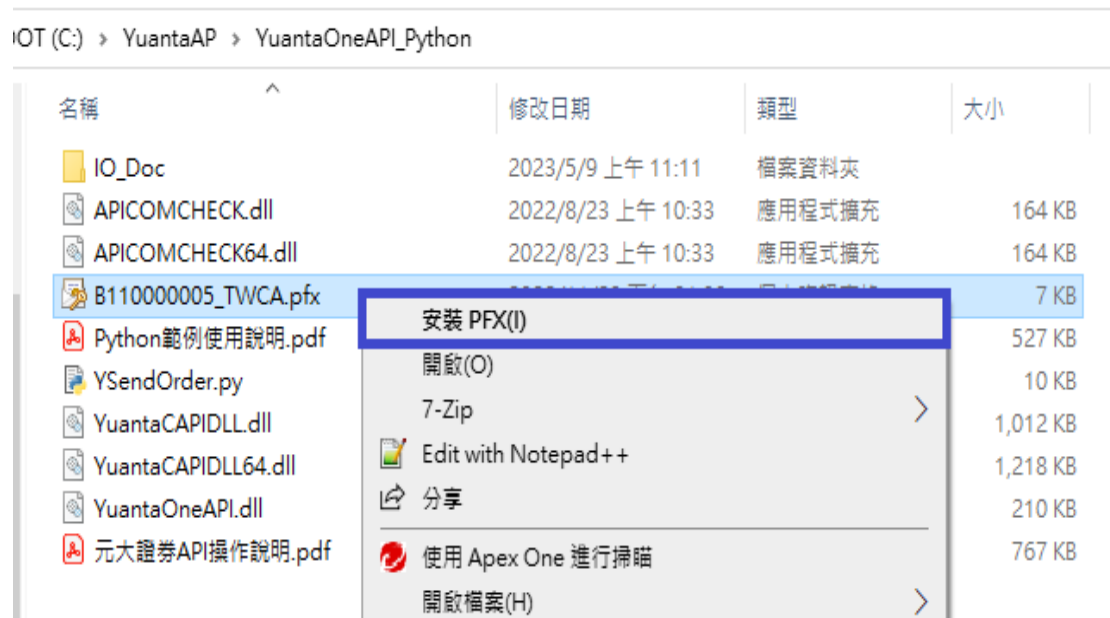 OT (C:) > YuantaAP > YuantaOneAPI_Python
名稱 修改日期 類型 大小
IO_Doc 2023/5/9 上午 11:11 檔案資料夾
APICOMCHECK.dll 2022/8/23 上午 10:33 應用程式擴充 164 KB
APICOMCHECK64.dll 2022/8/23 上午 10:33 應用程式擴充 164 KB
B110000005_TWCA.pfx 7 KB
安裝 PFX(I)
Python範例使用說明.pdf 527 KB
開啟(O)
YSendOrder.py 10 KB
7-Zip
YuantaCAPIDLL.dll 1,012 KB
Edit with Notepad++
YuantaCAPIDLL64.dll 1,218 KB
分享
YuantaOneAPI.dll 210 KB
元大證券API操作說明.pdf 767 KB
使用 Apex One 進行掃瞄
開啟檔案(H)